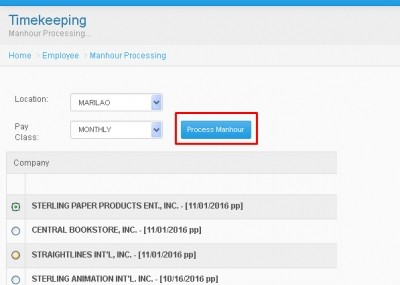 Timekeeping
Manhour Processing...
Home > Employee > Manhour Processing
Location: MARILAO
Pay Class: MONTHLY Process Manhour
Company
STERLING PAPER PRODUCTS ENT., INC. - [11/01/2016 pp]
CENTRAL BOOKSTORE, INC. - [11/01/2016 pp]
STRAIGHTLINES INT'L, INC. - [11/01/2016 pp]
STERLING ANIMATION INT'L. INC. - [10/16/2016 pp]